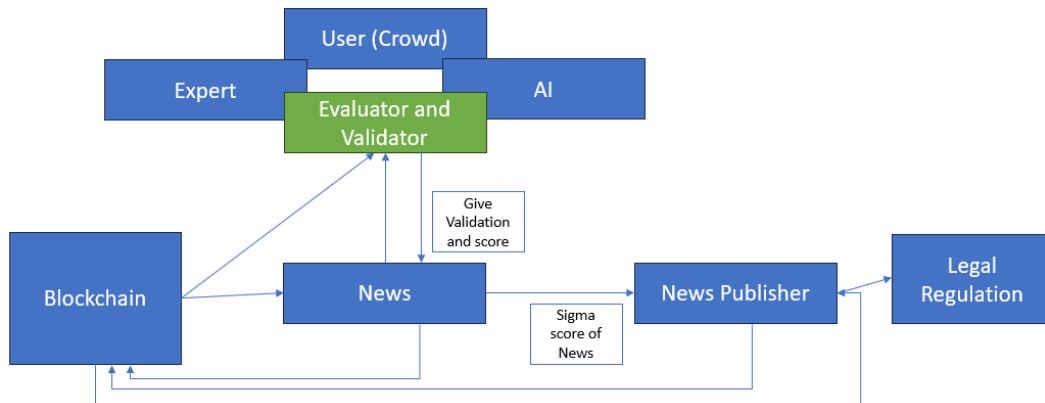 User (Crowd)
Expert
AI
Evaluator and
Validator
Give
Validation
and score
Blockchain
News
News Publisher
Legal
Regulation
Sigma
score of
News